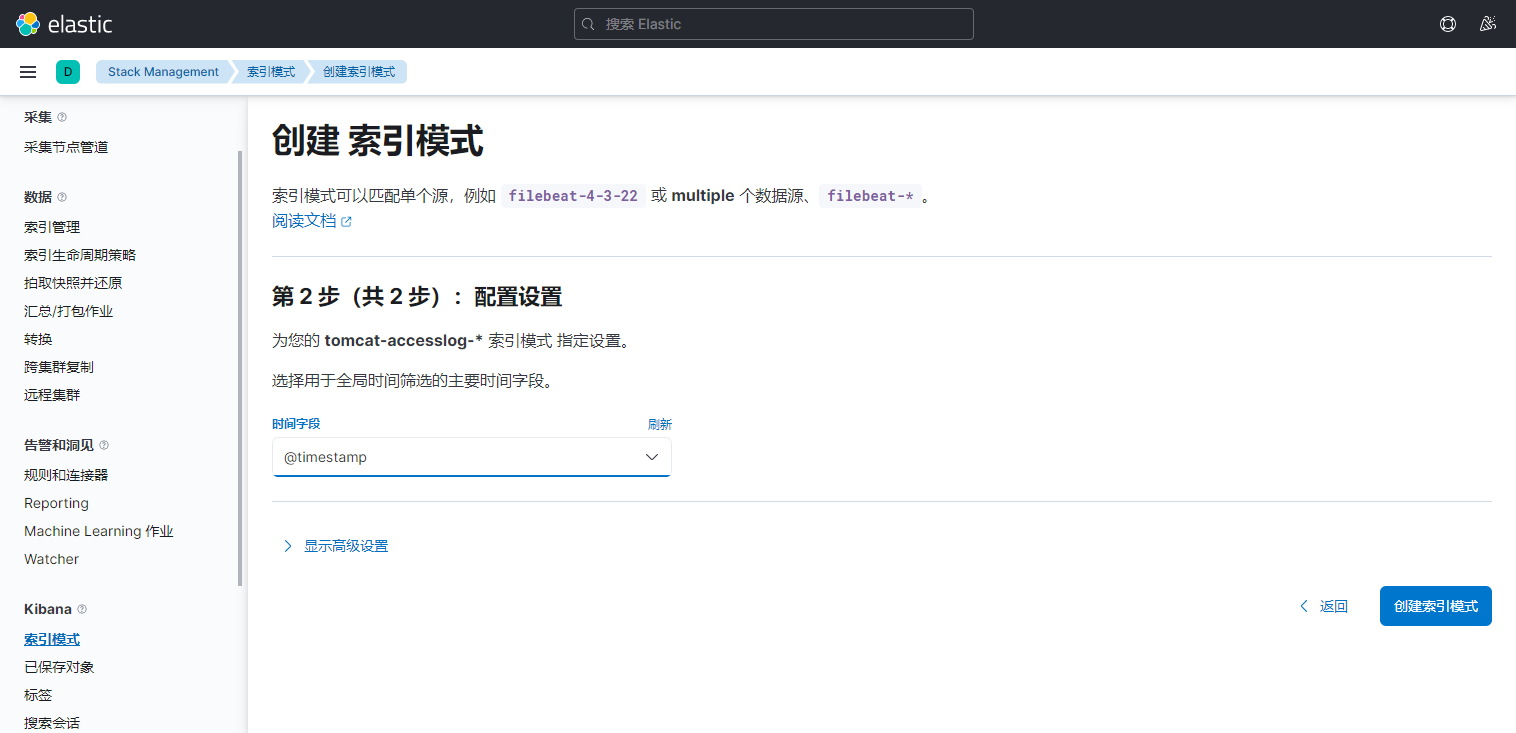 elastic
搜索 Elastic
D
Stack Management
索引模式
创建索引模式
采集
采集节点管道
数据
索引管理
索引生命周期策略
拍取快照并还原
汇总/打包作业
转换
跨集群复制
远程集群
告警和洞见
规则和连接器
Reporting
Machine Learning 作业
Watcher
Kibana
索引模式
已保存对象
标签
搜索会话
创建 索引模式
索引模式可以匹配单个源，例如 filebeat-4-3-22 或 multiple 个数据源、 filebeat-* 。
阅读文档
第 2 步（共 2 步）：配置设置
为您的 tomcat-accesslog-* 索引模式 指定设置。
选择用于全局时间筛选的主要时间字段。
时间字段
刷新
@timestamp
显示高级设置
返回
创建索引模式